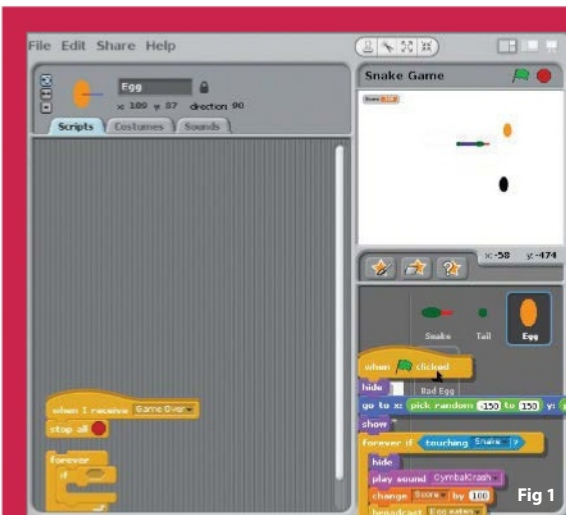 File Edit Share Help
Egg
x: 109 y: 87 direction: 90
Scripts Costumes Sounds
when I receive Game Over
stop all
forever
if
Snake Game
Score
x: -58 y: -474
Snake Tail Egg
Bad Egg
when clicked
hide
go to x: pick random -150 to 150 y:
show
forever if touching Snake ?
hide
play sound CymbalCrash
change Score by 100
broadcast Egg eaten
Fig 1